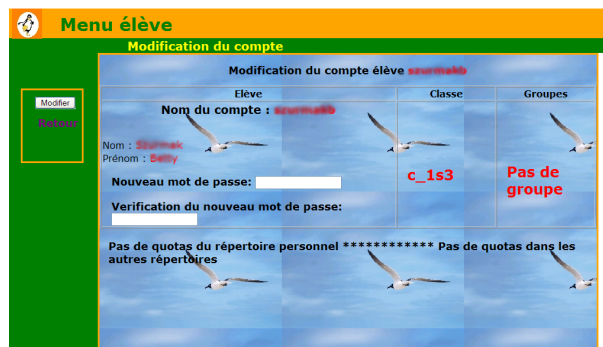 Menu élève
Modification du compte
Modification du compte élève
Modifier
Retour
Elève
Classe
Groupes
Nom du compte :
Nom :
Prénom :
Nouveau mot de passe:
Verification du nouveau mot de passe:
c_1s3
Pas de
groupe
Pas de quotas du répertoire personnel ************ Pas de quotas dans les
autres répertoires